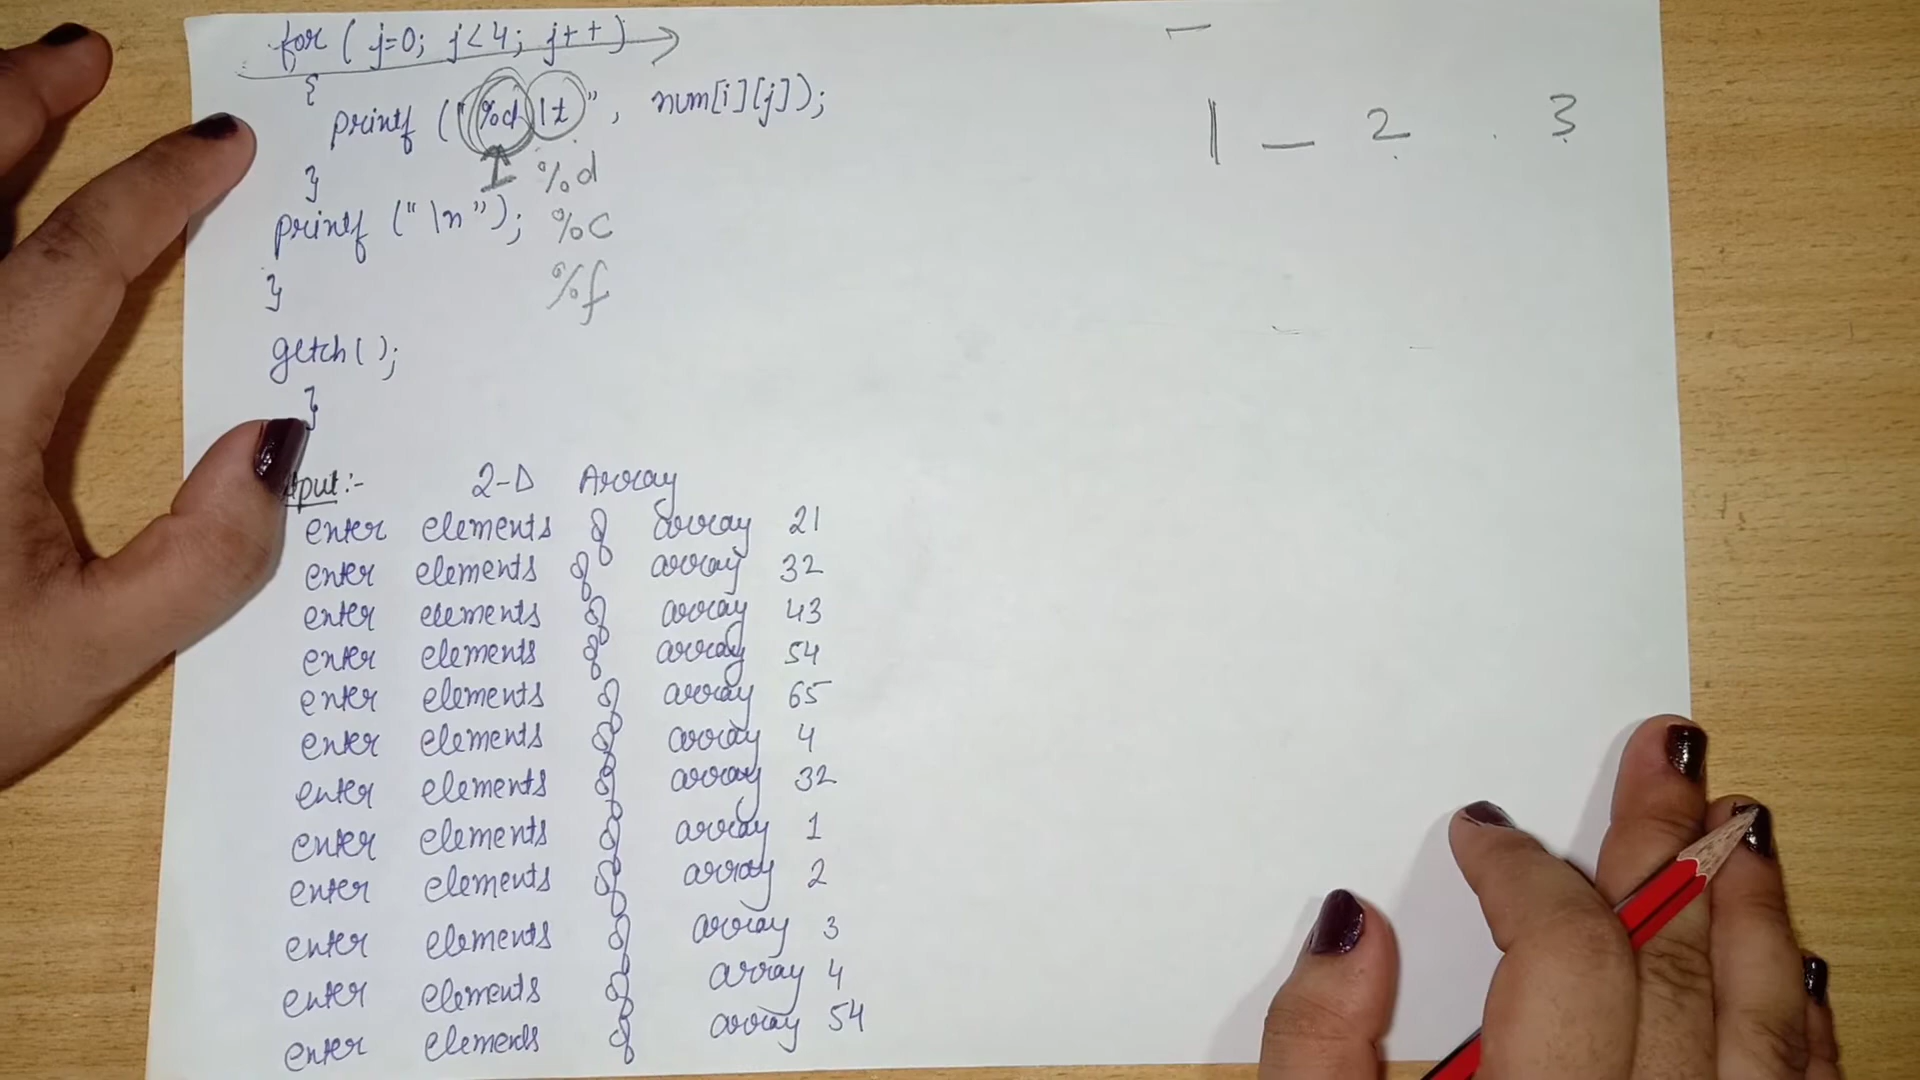 for ( j=0; j<4; j++)
{
printf ("%d\t", num[i][j]);
}
%d
printf ("\n");
%c
}
%f
getch( );
}
1 _ 2 3
tput :-
2-D Array
enter elements of array 21
enter elements of array 32
enter elements of array 43
enter elements of array 54
enter elements of array 65
enter elements of array 4
enter elements of array 32
enter elements of array 1
enter elements of array 2
enter elements of array 3
enter elements of array 4
enter elements of array 54